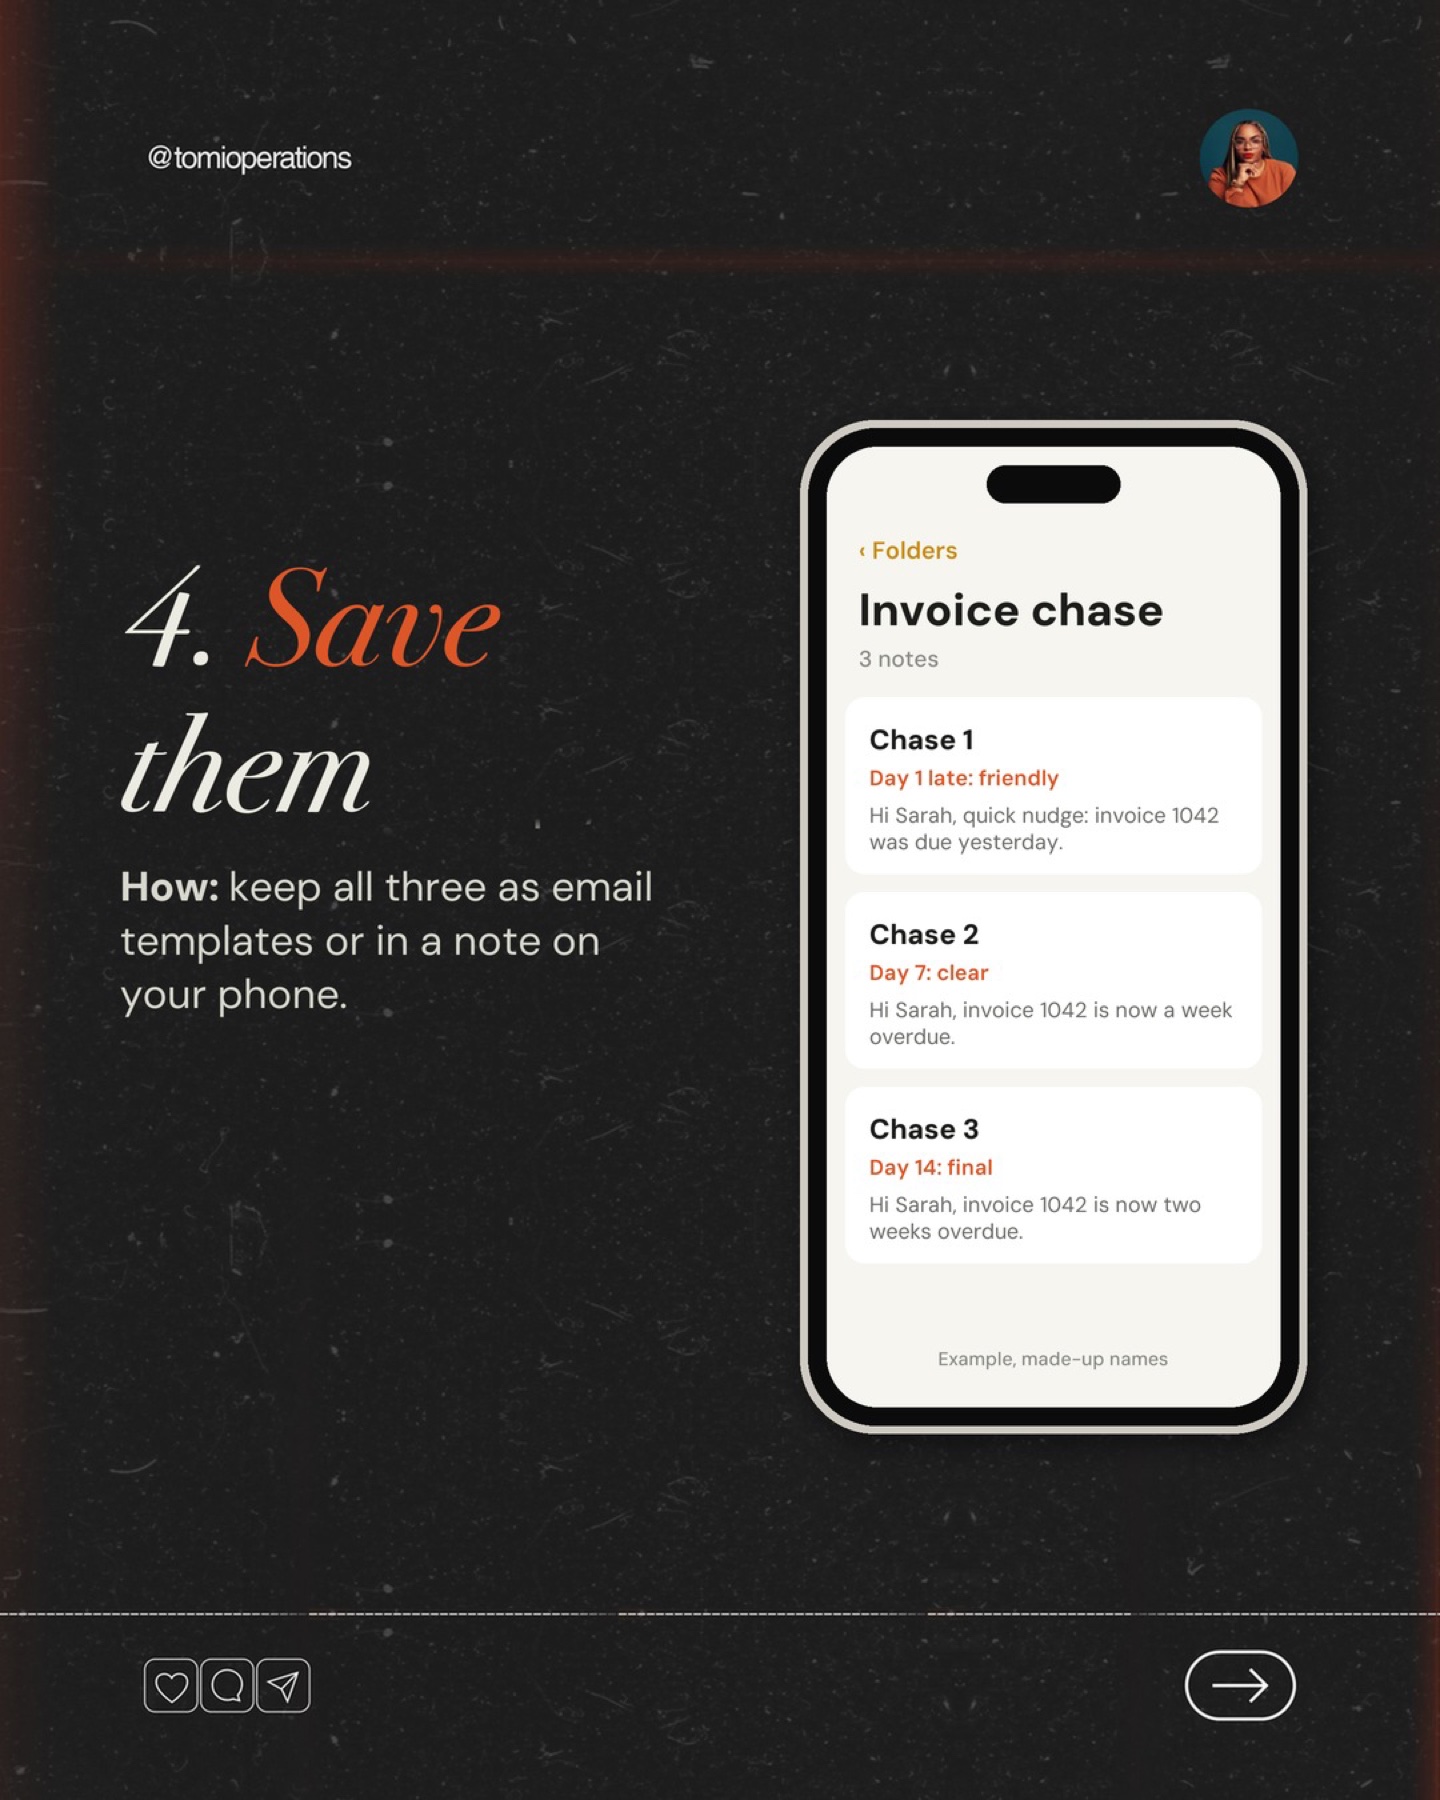 @tomioperations
4. Save
them
How: keep all three as email
templates or in a note on
your phone.
‹ Folders
Invoice chase
3 notes
Chase 1
Day 1 late: friendly
Hi Sarah, quick nudge: invoice 1042
was due yesterday.
Chase 2
Day 7: clear
Hi Sarah, invoice 1042 is now a week
overdue.
Chase 3
Day 14: final
Hi Sarah, invoice 1042 is now two
weeks overdue.
Example, made-up names